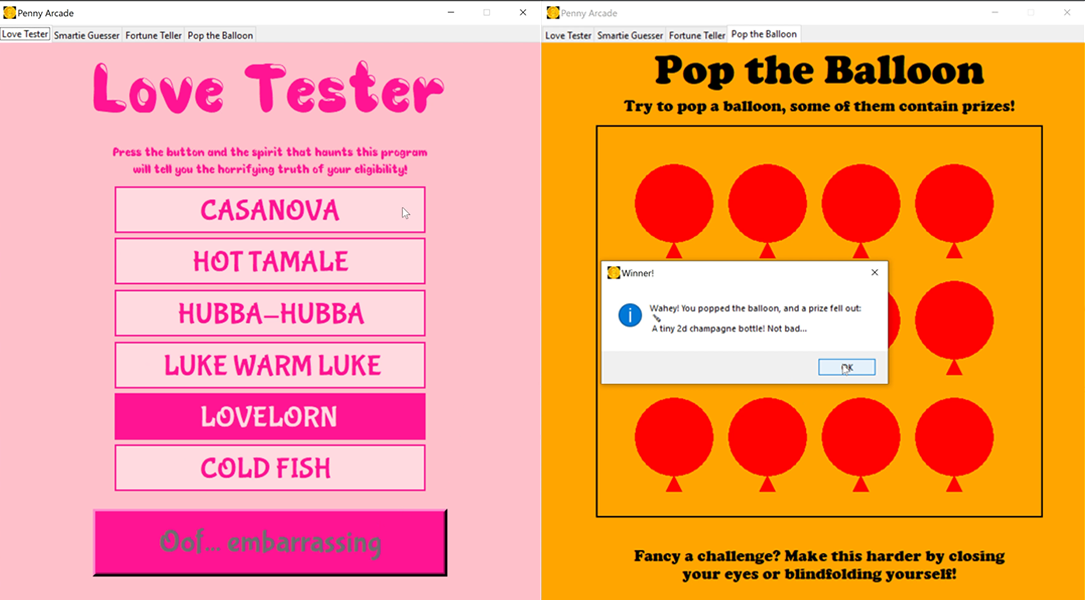 Penny Arcade
Love Tester Smartie Guesser Fortune Teller Pop the Balloon
Love Tester
Press the button and the spirit that haunts this program
will tell you the horrifying truth of your eligibility!
CASANOVA
HOT TAMALE
HUBBA-HUBBA
LUKE WARM LUKE
LOVELORN
COLD FISH
Oof... embarrassing
Penny Arcade
Love Tester Smartie Guesser Fortune Teller Pop the Balloon
Pop the Balloon
Try to pop a balloon, some of them contain prizes!
Winner!
Wahey! You popped the balloon, and a prize fell out:
A tiny 2d champagne bottle! Not bad...
OK
Fancy a challenge? Make this harder by closing
your eyes or blindfolding yourself!